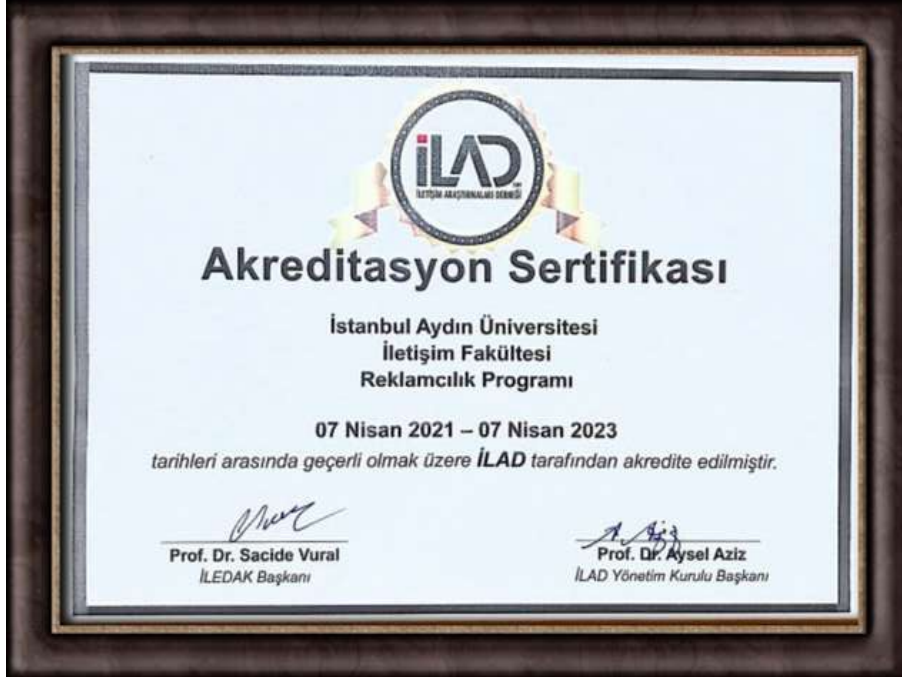 İLAD
İLETİŞİM ARAŞTIRMALARI DERNEĞİ
Akreditasyon Sertifikası
İstanbul Aydın Üniversitesi
İletişim Fakültesi
Reklamcılık Programı
07 Nisan 2021 – 07 Nisan 2023
tarihleri arasında geçerli olmak üzere İLAD tarafından akredite edilmiştir.
Prof. Dr. Sacide Vural
İLEDAK Başkanı
Prof. Dr. Aysel Aziz
İLAD Yönetim Kurulu Başkanı